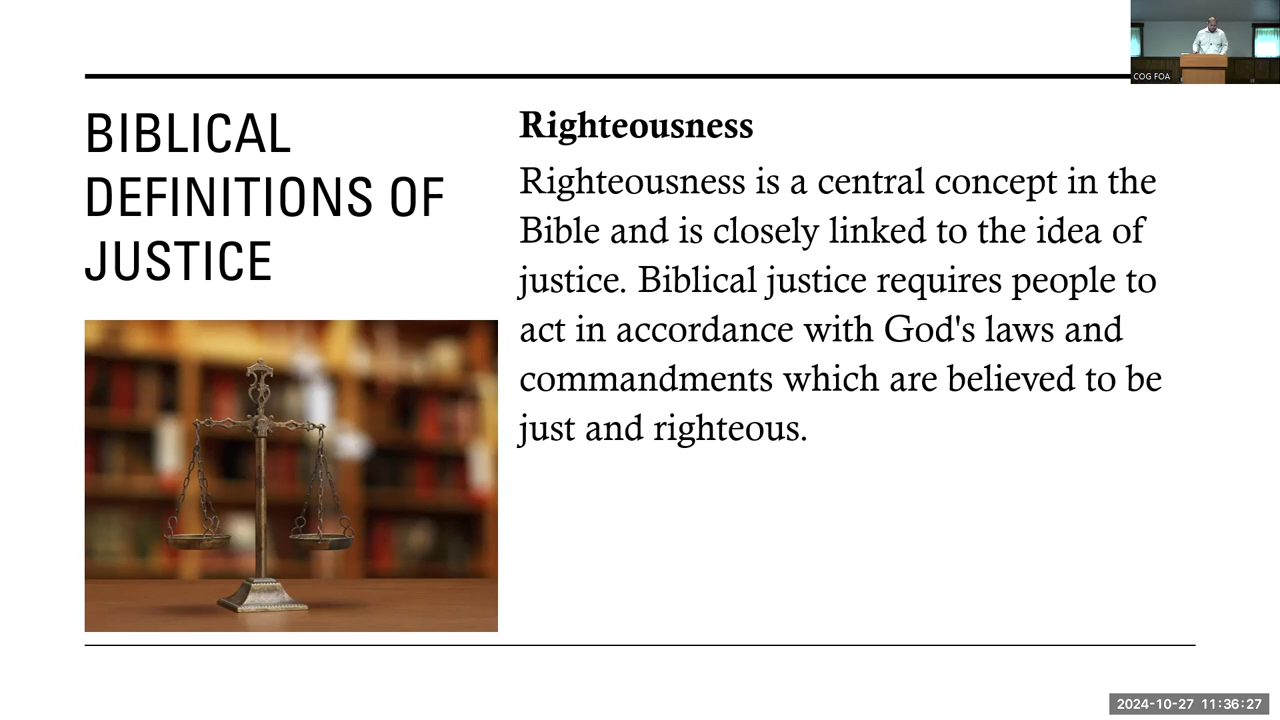 BIBLICAL
DEFINITIONS OF
JUSTICE
Righteousness
Righteousness is a central concept in the
Bible and is closely linked to the idea of
justice. Biblical justice requires people to
act in accordance with God's laws and
commandments which are believed to be
just and righteous.
COG FOA
2024-10-27 11:36:27